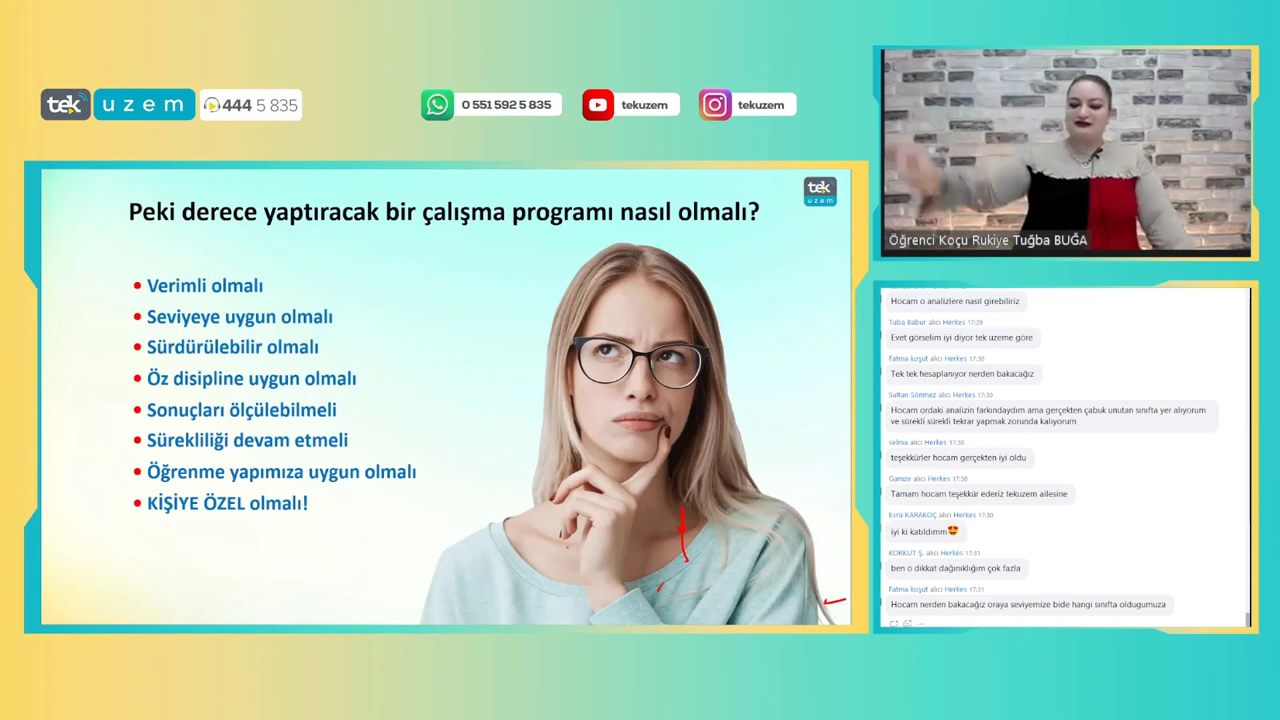 tek uzem 444 5 835
0 551 592 5 835
tekuzem
tekuzem
tek
uzem
Peki derece yaptıracak bir çalışma programı nasıl olmalı?
• Verimli olmalı
• Seviyeye uygun olmalı
• Sürdürülebilir olmalı
• Öz disipline uygun olmalı
• Sonuçları ölçülebilmeli
• Sürekliliği devam etmeli
• Öğrenme yapımıza uygun olmalı
• KİŞİYE ÖZEL olmalı!
Öğrenci Koçu Rukiye Tuğba BUĞA
Hocam o analizlere nasıl girebiliriz
Tuba Babur alıcı Herkes 17:29
Evet görselim iyi diyor tek uzeme göre
Fatma koşut alıcı Herkes 17:30
Tek tek hesaplanıyor nerden bakacağız
Sultan Sönmez alıcı Herkes 17:30
Hocam ordaki analizin farkındaydım ama gerçekten çabuk unutan sınıfta yer alıyorum
ve sürekli sürekli tekrar yapmak zorunda kalıyorum
selma alıcı Herkes 17:30
teşekkürler hocam gerçekten iyi oldu
Gamze alıcı Herkes 17:30
Tamam hocam teşekkür ederiz tekuzem ailesine
Esra KARAKOÇ alıcı Herkes 17:30
iyi ki katıldımm😍
KORKUT Ş. alıcı Herkes 17:31
ben o dikkat dağınıklığım çok fazla
Fatma koşut alıcı Herkes 17:31
Hocam nerden bakacağız oraya seviyemize bide hangi sınıfta oldugumuza